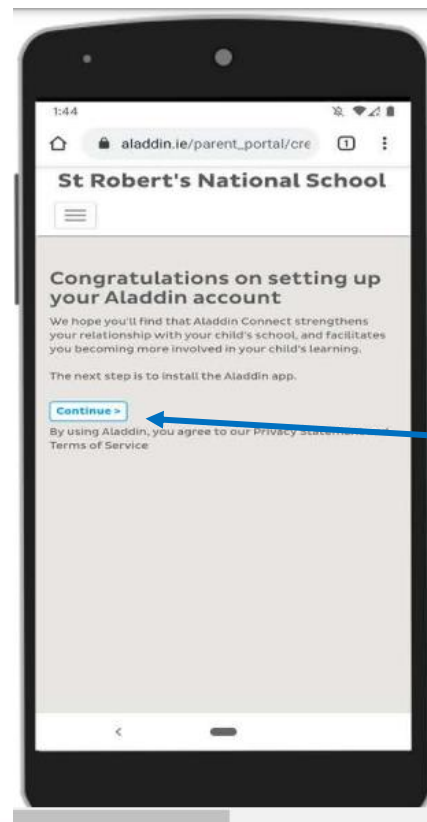 1:44
aladdin.ie/parent_portal/cre
1
St Robert's National School
Congratulations on setting up
your Aladdin account
We hope you'll find that Aladdin Connect strengthens
your relationship with your child's school, and facilitates
you becoming more involved in your child's learning.
The next step is to install the Aladdin app.
Continue >
By using Aladdin, you agree to our Privacy
Terms of Service